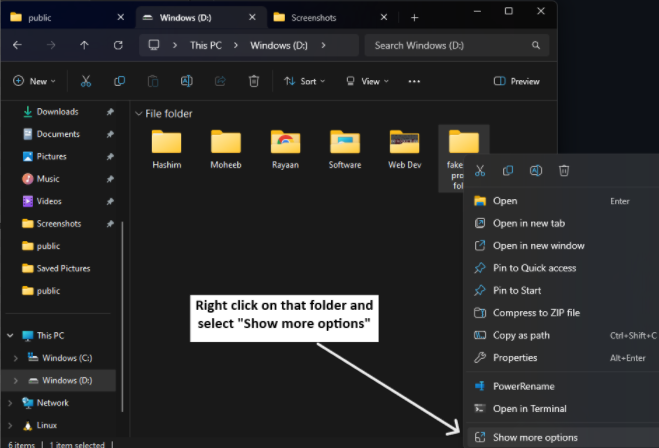 public
Windows (D:)
Screenshots
This PC
Windows (D:)
Search Windows (D:)
New
Sort
View
Preview
Downloads
Documents
Pictures
Music
Videos
Screenshots
public
Saved Pictures
public
This PC
Windows (C:)
Windows (D:)
Network
Linux
File folder
Hashim
Moheeb
Rayaan
Software
Web Dev
fake
pro
fol
Open Enter
Open in new tab
Open in new window
Pin to Quick access
Pin to Start
Compress to ZIP file
Copy as path Ctrl+Shift+C
Properties Alt+Enter
PowerRename
Open in Terminal
Show more options
Right click on that folder and
select "Show more options"
6 items | 1 item selected |